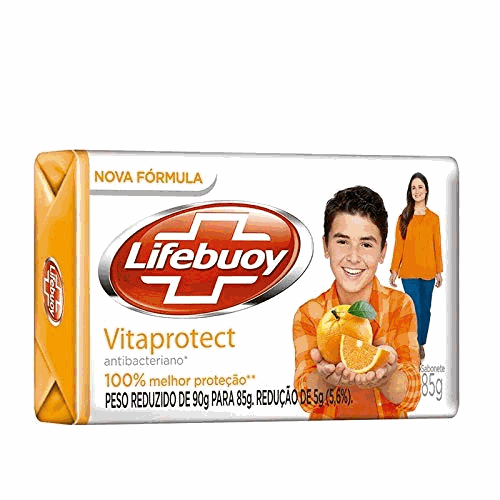 NOVA FÓRMULA
Lifebuoy
Lifebuoy
Vitaprotect
antibacteriano*
100% melhor proteção**
Sabonete
85g
PESO REDUZIDO DE 90g PARA 85g. REDUÇÃO DE 5g (5,6%).